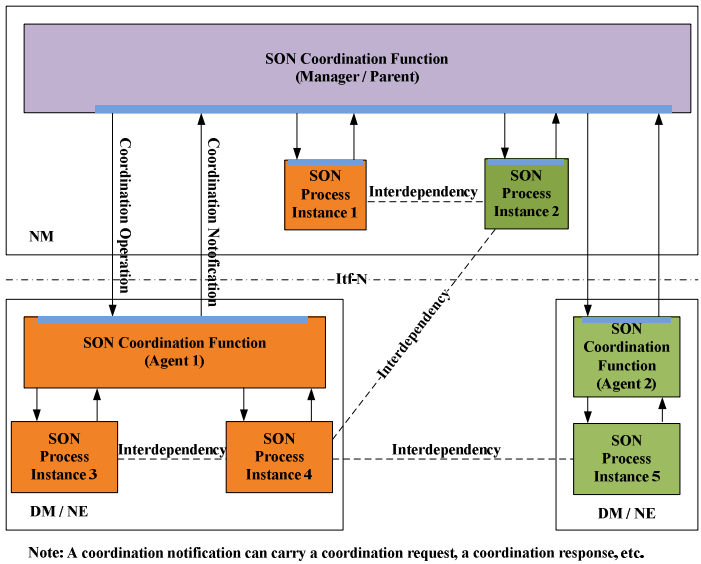 SON Coordination Function
(Manager / Parent)
Coordination Operation
Coordination Notofication
SON
Process
Instance 1
Interdependency
SON
Process
Instance 2
NM
Itf-N
Interdependency
SON Coordination Function
(Agent 1)
SON
Coordination
Function
(Agent 2)
SON
Process
Instance 3
Interdependency
SON
Process
Instance 4
Interdependency
SON
Process
Instance 5
DM / NE
DM / NE
Note: A coordination notification can carry a coordination request, a coordination response, etc.